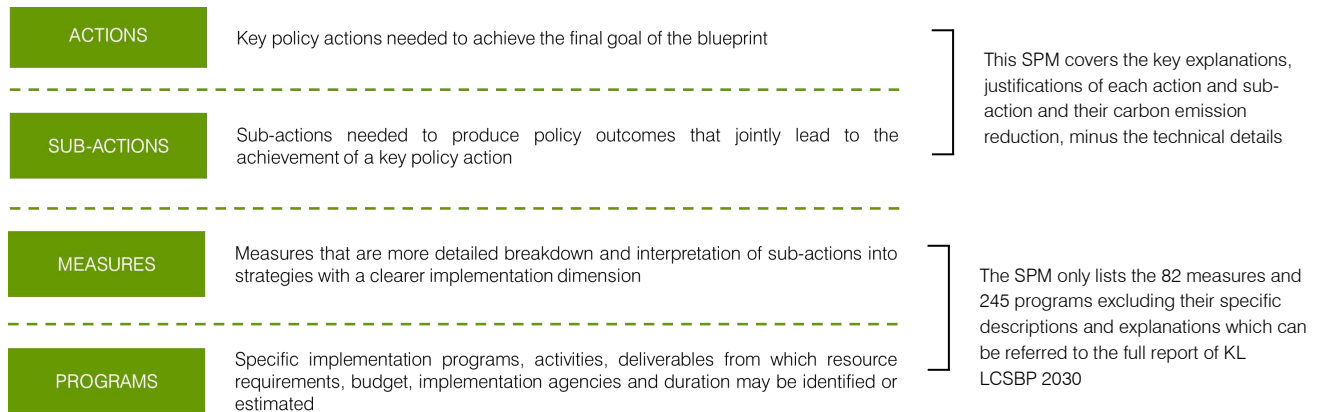 ACTIONS
Key policy actions needed to achieve the final goal of the blueprint
SUB-ACTIONS
Sub-actions needed to produce policy outcomes that jointly lead to the
achievement of a key policy action
This SPM covers the key explanations,
justifications of each action and sub-
action and their carbon emission
reduction, minus the technical details
MEASURES
Measures that are more detailed breakdown and interpretation of sub-actions into
strategies with a clearer implementation dimension
PROGRAMS
Specific implementation programs, activities, deliverables from which resource
requirements, budget, implementation agencies and duration may be identified or
estimated
The SPM only lists the 82 measures and
245 programs excluding their specific
descriptions and explanations which can
be referred to the full report of KL
LCSBP 2030